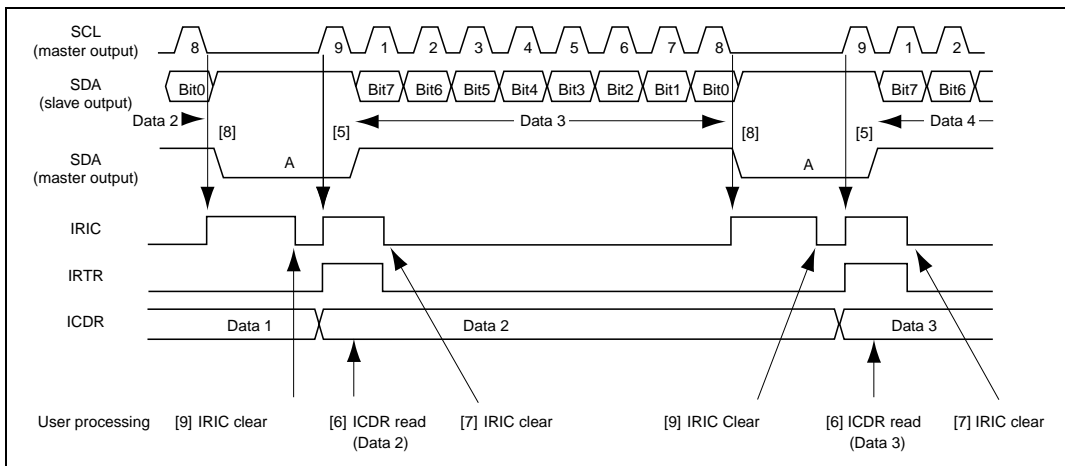 SCL
(master output)
8 9 1 2 3 4 5 6 7 8 9 1 2
SDA
(slave output)
Bit0 Bit7 Bit6 Bit5 Bit4 Bit3 Bit2 Bit1 Bit0 Bit7 Bit6
Data 2 [8] [5] Data 3 [8] [5] Data 4
SDA
(master output)
A A
IRIC
IRTR
ICDR
Data 1 Data 2 Data 3
User processing [9] IRIC clear [6] ICDR read [7] IRIC clear [9] IRIC Clear [6] ICDR read [7] IRIC clear
(Data 2) (Data 3)